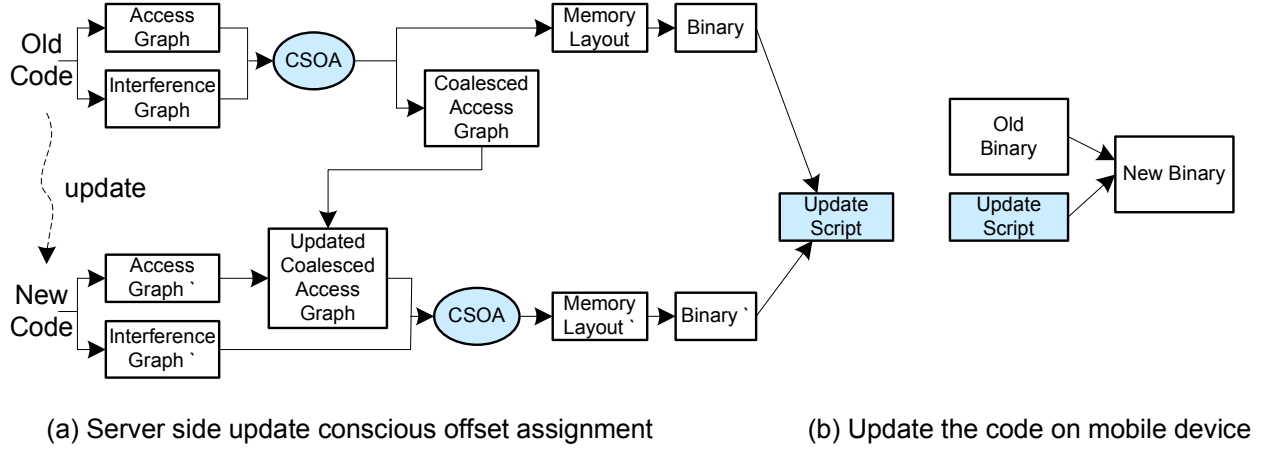 Old
Code
Access
Graph
Interference
Graph
CSOA
Memory
Layout
Binary
Coalesced
Access
Graph
update
New
Code
Access
Graph `
Interference
Graph `
Updated
Coalesced
Access
Graph
CSOA
Memory
Layout `
Binary `
Update
Script
Old
Binary
Update
Script
New Binary
(a) Server side update conscious offset assignment
(b) Update the code on mobile device